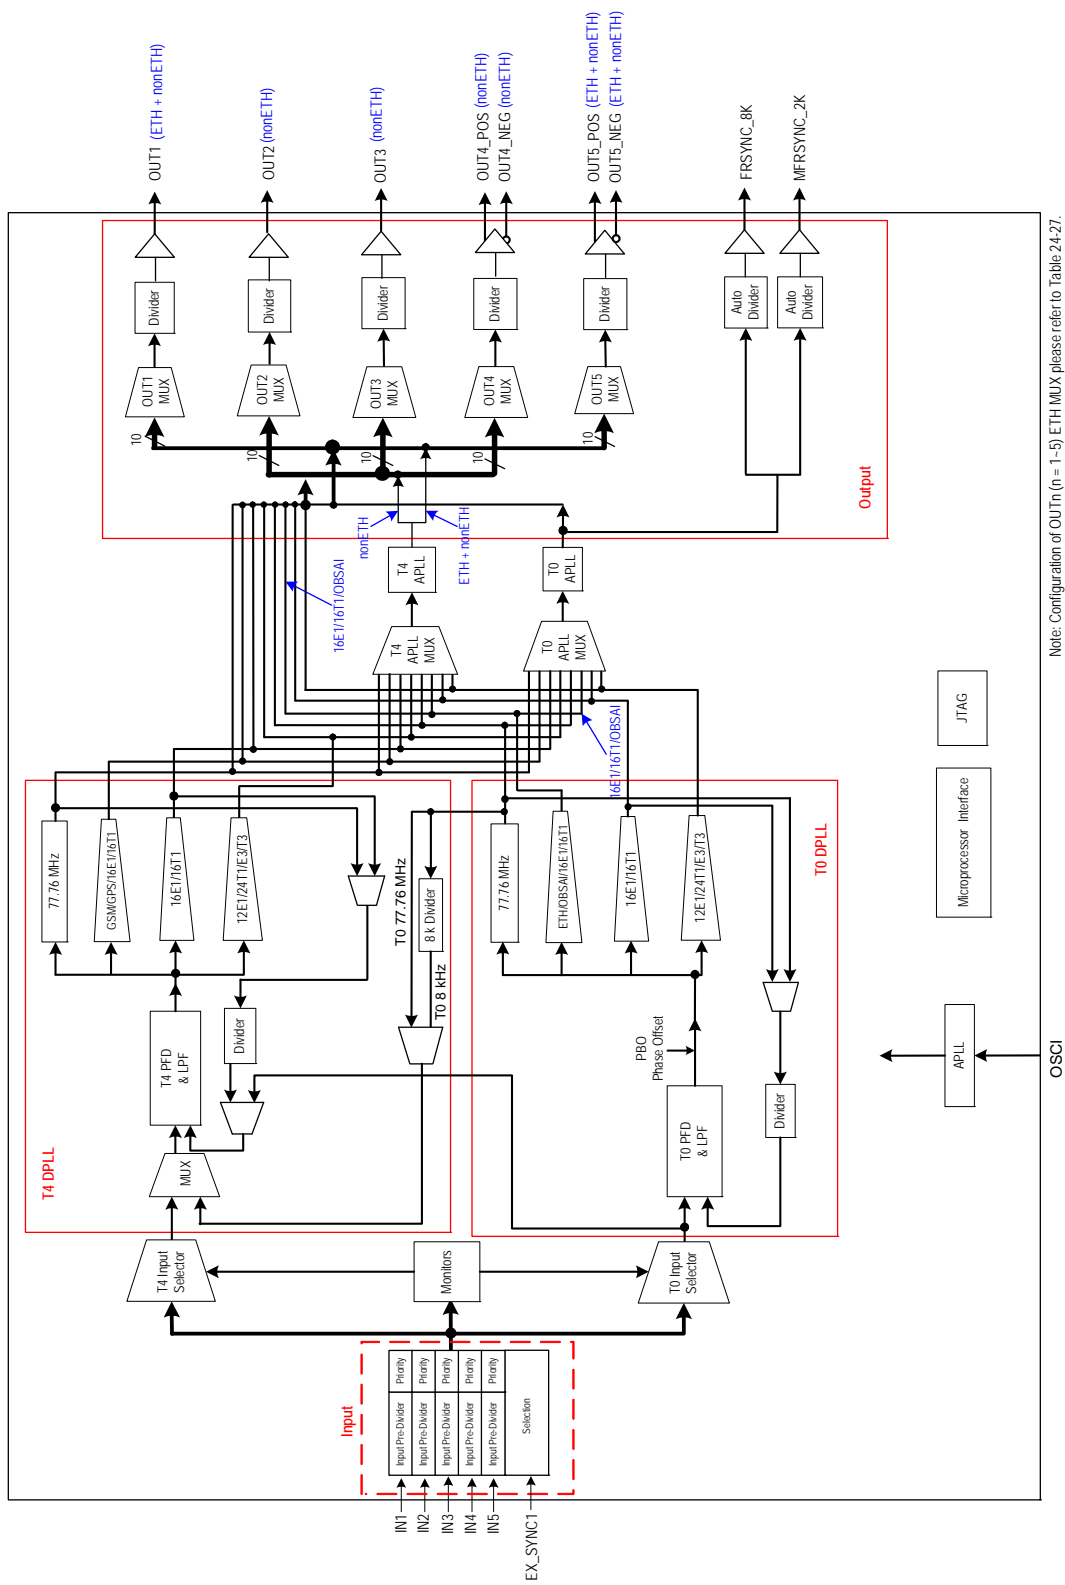 Input
IN1
IN2
IN3
IN4
IN5
EX_SYNC1
Input Pre-Divider
Priority
Input Pre-Divider
Priority
Input Pre-Divider
Priority
Input Pre-Divider
Priority
Input Pre-Divider
Priority
Selection
T4 Input
Selector
Monitors
T0 Input
Selector
T4 DPLL
MUX
T4 PFD
& LPF
Divider
77.76 MHz
GSM/GPS/16E1/16T1
16E1/16T1
12E1/24T1/E3/T3
T0 77.76 MHz
8 k Divider
T0 8 kHz
T0 DPLL
T0 PFD
& LPF
PBO
Phase Offset
Divider
77.76 MHz
ETH/OBSAI/16E1/16T1
16E1/16T1
12E1/24T1/E3/T3
16E1/16T1/OBSAI
16E1/16T1/OBSAI
T4
APLL
MUX
T0
APLL
MUX
T4
APLL
T0
APLL
nonETH
ETH + nonETH
Output
10
10
10
10
10
OUT1
MUX
OUT2
MUX
OUT3
MUX
OUT4
MUX
OUT5
MUX
Divider
Divider
Divider
Divider
Divider
Auto
Divider
Auto
Divider
OUT1 (ETH + nonETH)
OUT2 (nonETH)
OUT3 (nonETH)
OUT4_POS (nonETH)
OUT4_NEG (nonETH)
OUT5_POS (ETH + nonETH)
OUT5_NEG (ETH + nonETH)
FRSYNC_8K
MFRSYNC_2K
OSCI
APLL
Microprocessor Interface
JTAG
Note: Configuration of OUTn (n = 1~5) ETH MUX please refer to Table 24-27.